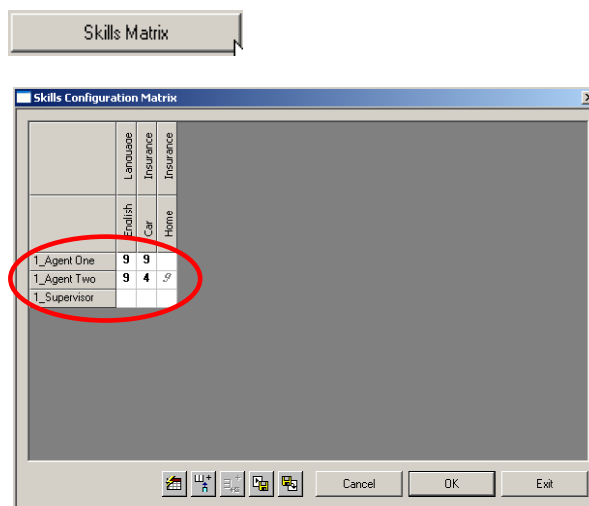 Skills Matrix
Skills Configuration Matrix
Language Insurance Insurance
English Car Home
1_Agent One 9 9
1_Agent Two 9 4 9
1_Supervisor
Cancel OK Exit